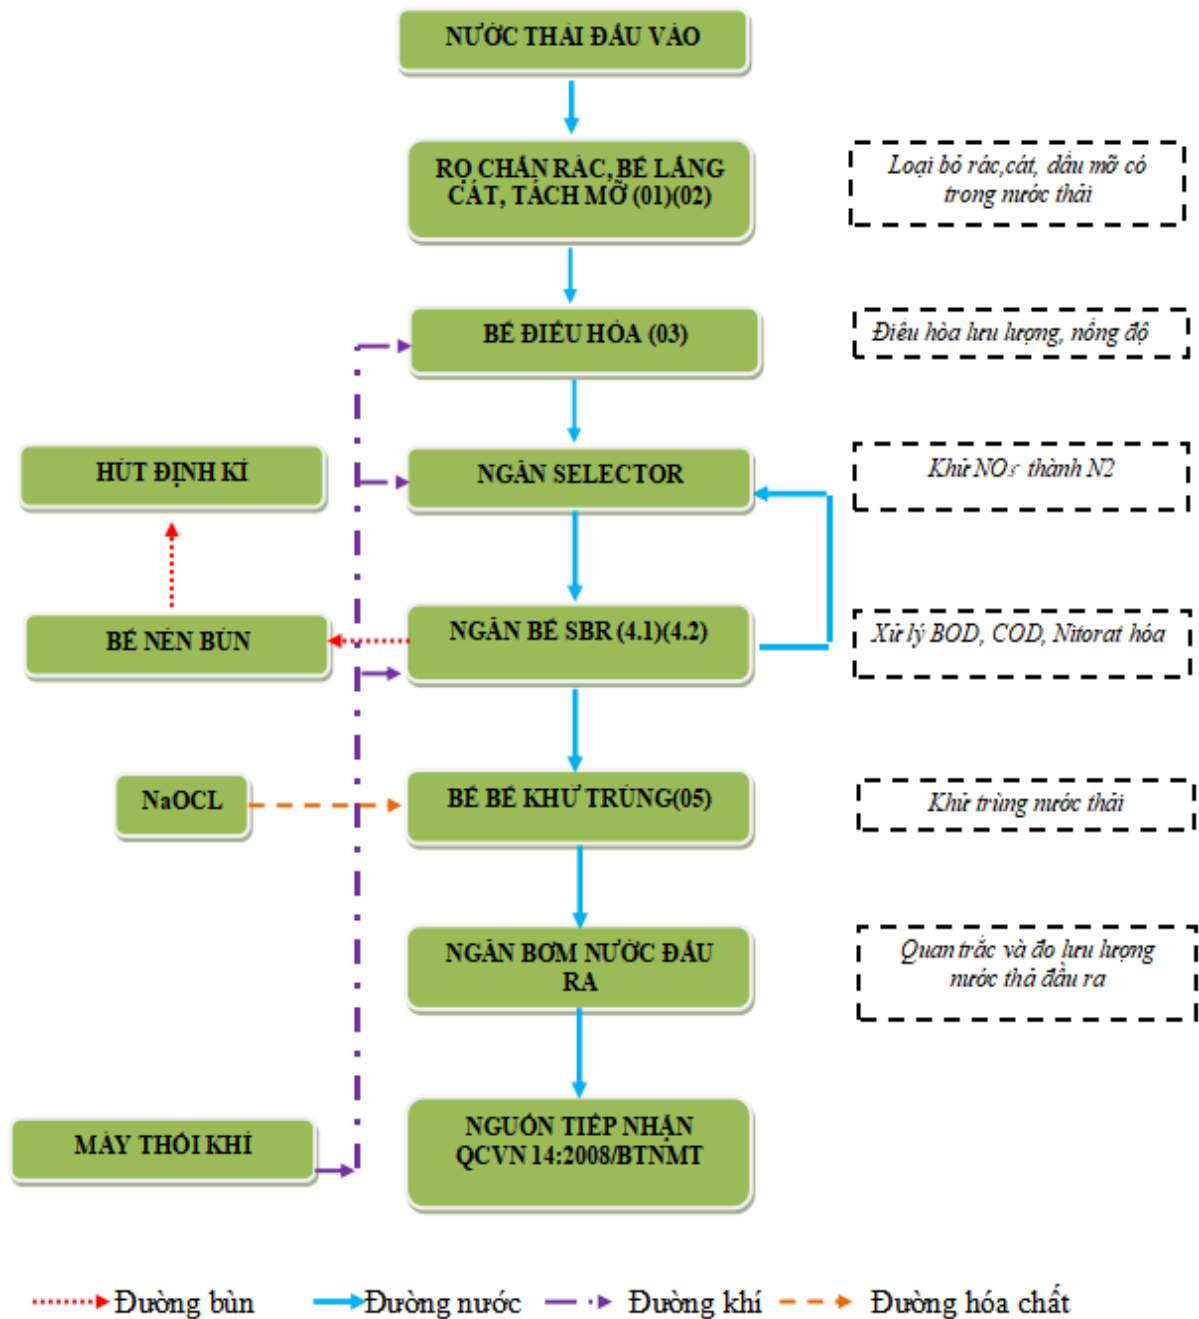 NƯỚC THẢI ĐẦU VÀO
RỌ CHẮN RÁC, BỂ LẮNG
CÁT, TÁCH MỠ (01)(02)
Loại bỏ rác,cát, dầu mỡ có
trong nước thải
BỂ ĐIỀU HÒA (03)
Điều hòa lưu lượng, nồng độ
HÚT ĐỊNH KÌ
NGĂN SELECTOR
Khử NO₃⁻ thành N2
BỂ NÉN BÙN
NGĂN BỂ SBR (4.1)(4.2)
Xử lý BOD, COD, Nitorat hóa
NaOCL
BỂ BỂ KHỬ TRÙNG(05)
Khử trùng nước thải
NGĂN BƠM NƯỚC ĐẦU
RA
Quan trắc và đo lưu lượng
nước thả đầu ra
MÁY THỔI KHÍ
NGUỒN TIẾP NHẬN
QCVN 14:2008/BTNMT
Đường bùn
Đường nước
Đường khí
Đường hóa chất